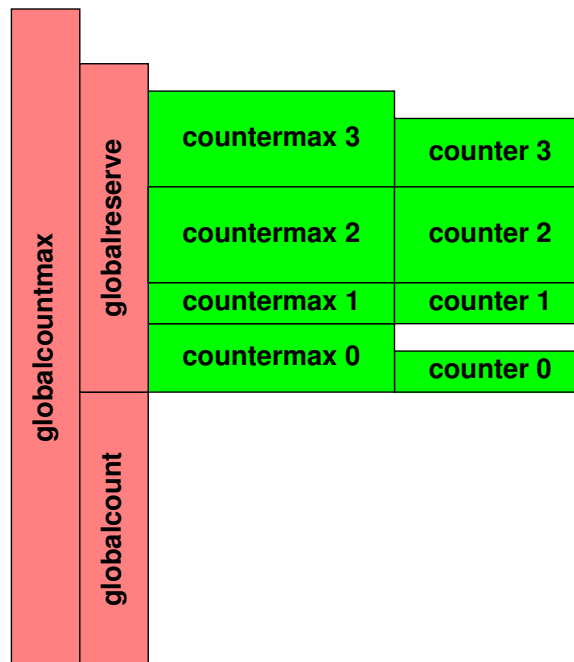 globalcountmax
globalreserve
globalcount
countermax 3
counter 3
countermax 2
counter 2
countermax 1
counter 1
countermax 0
counter 0